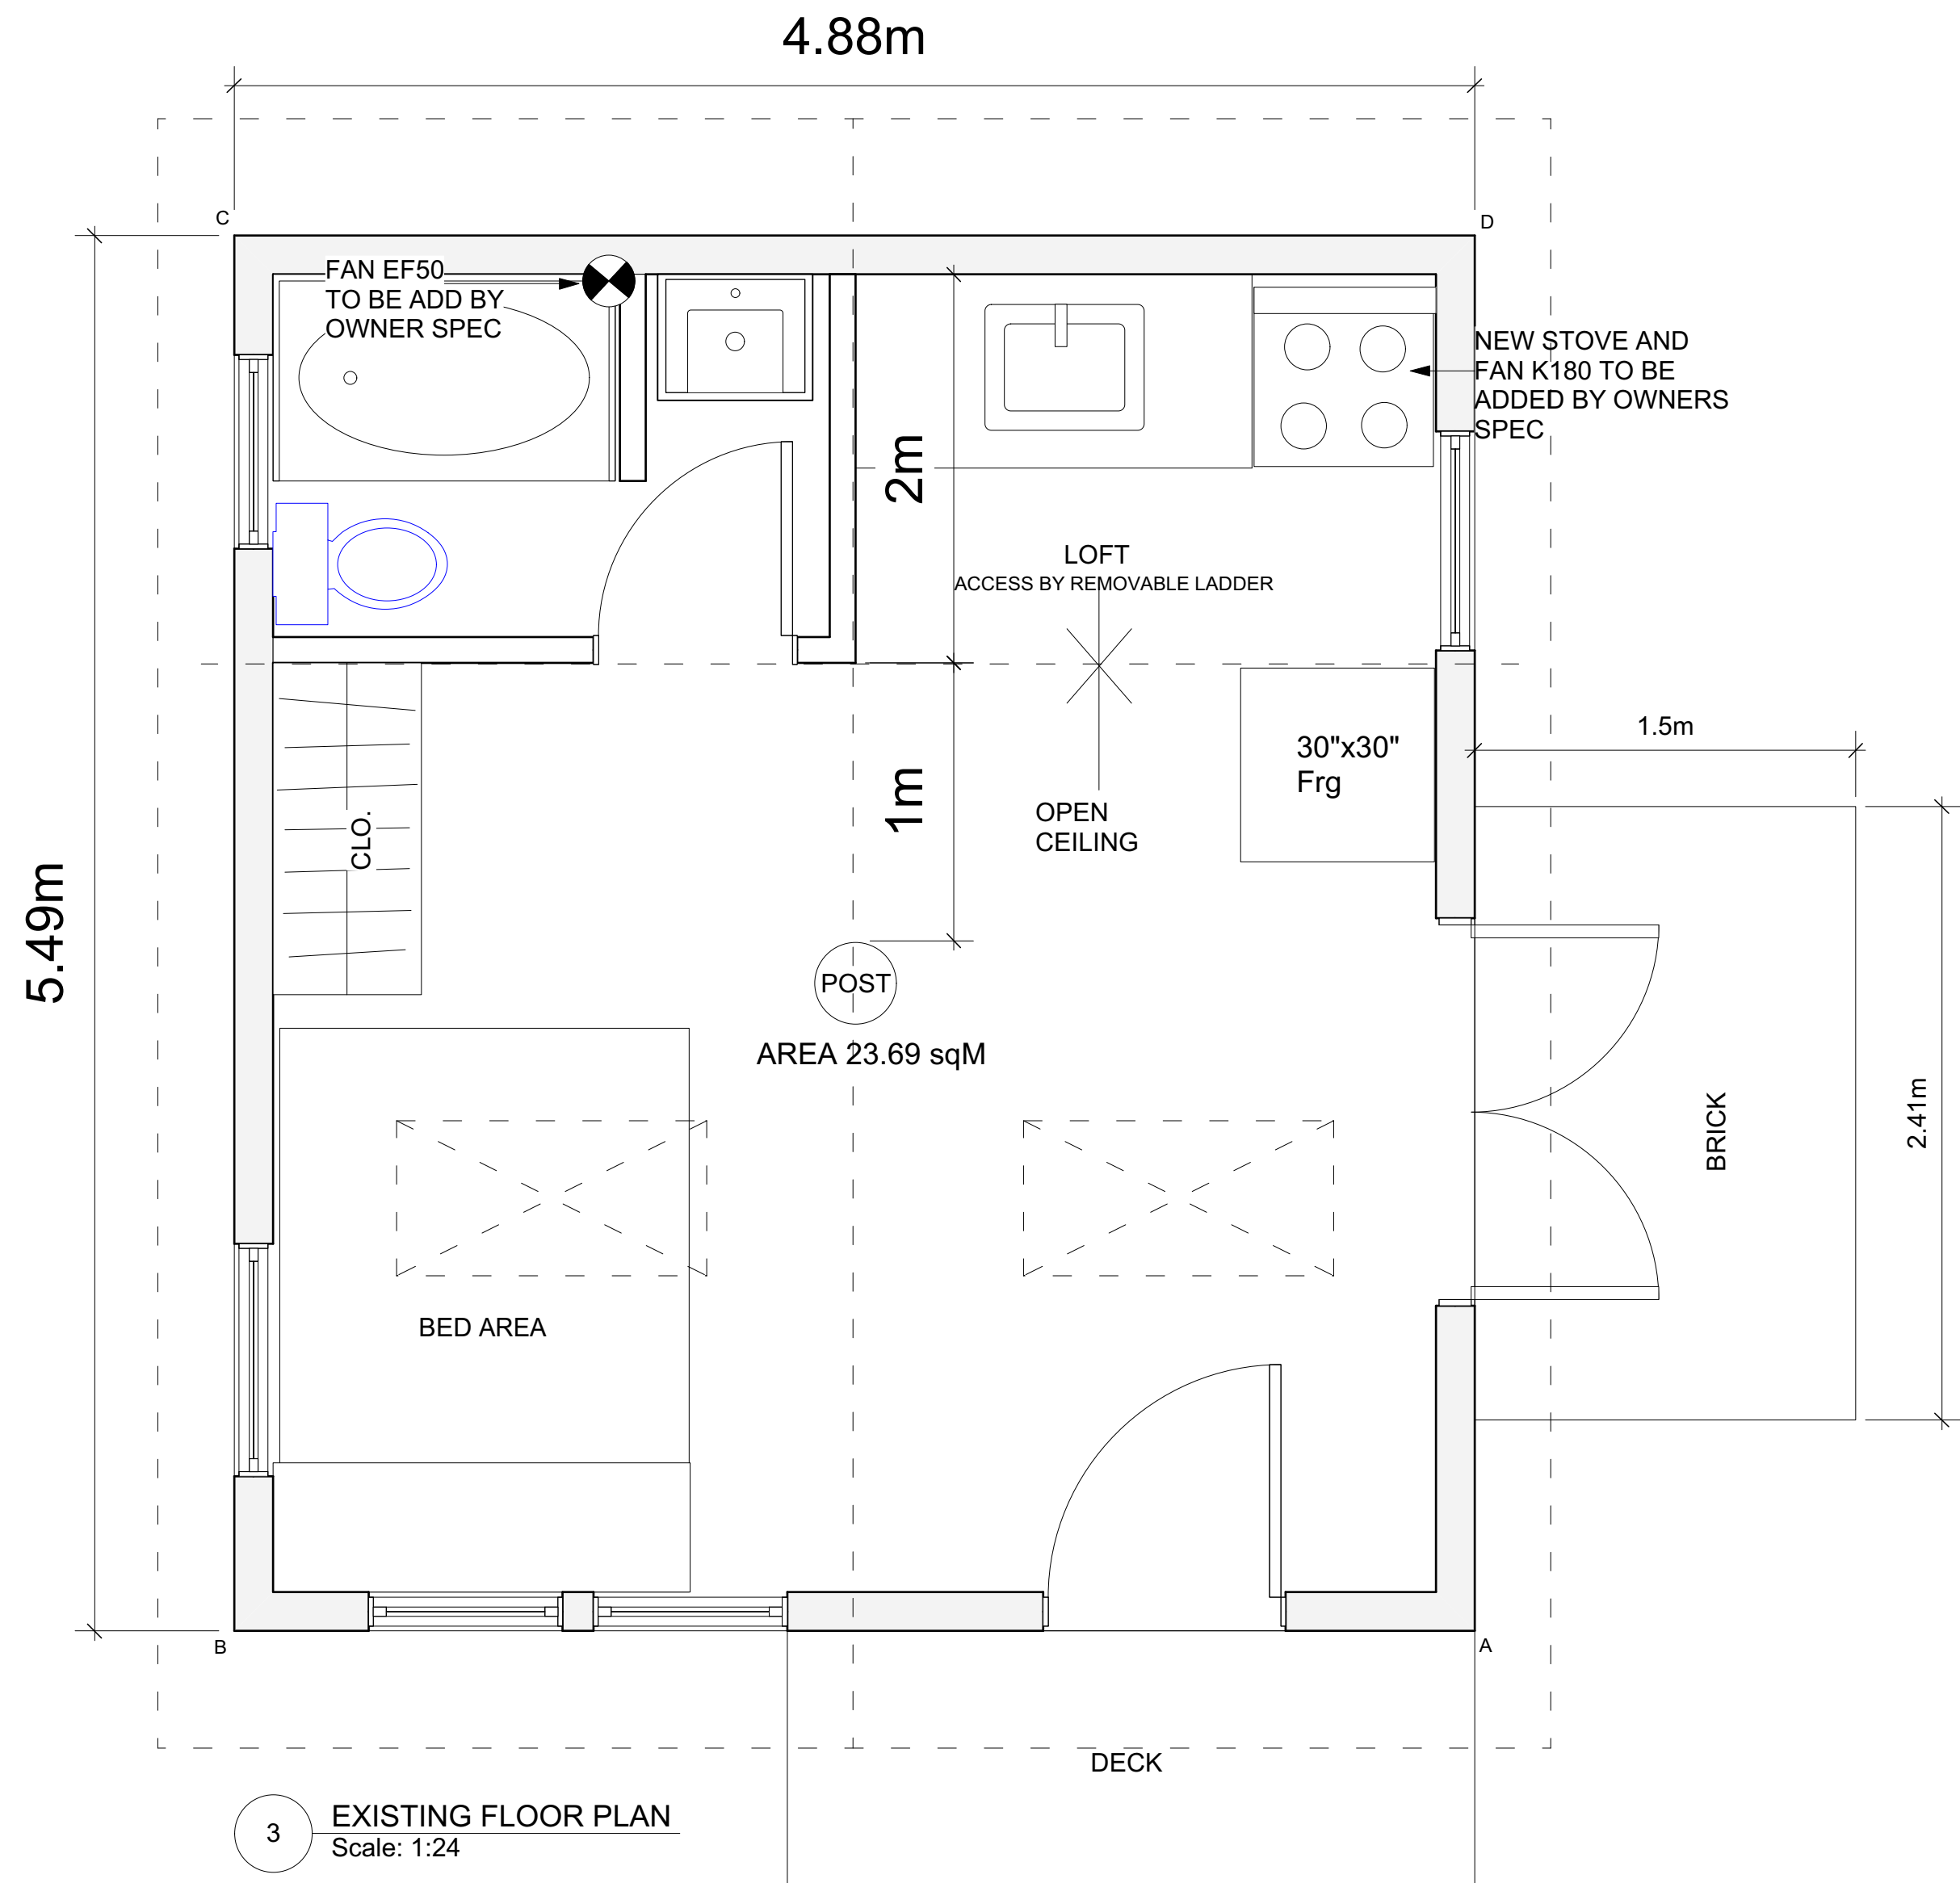 4.88m
C
D
FAN EF50
TO BE ADD BY
OWNER SPEC
NEW STOVE AND
FAN K180 TO BE
ADDED BY OWNERS
SPEC
2m
LOFT
ACCESS BY REMOVABLE LADDER
1.5m
30"x30"
Frg
1m
CLO.
OPEN
CEILING
5.49m
POST
AREA 23.69 sqM
BRICK
2.41m
BED AREA
B
A
DECK
3
EXISTING FLOOR PLAN
Scale: 1:24